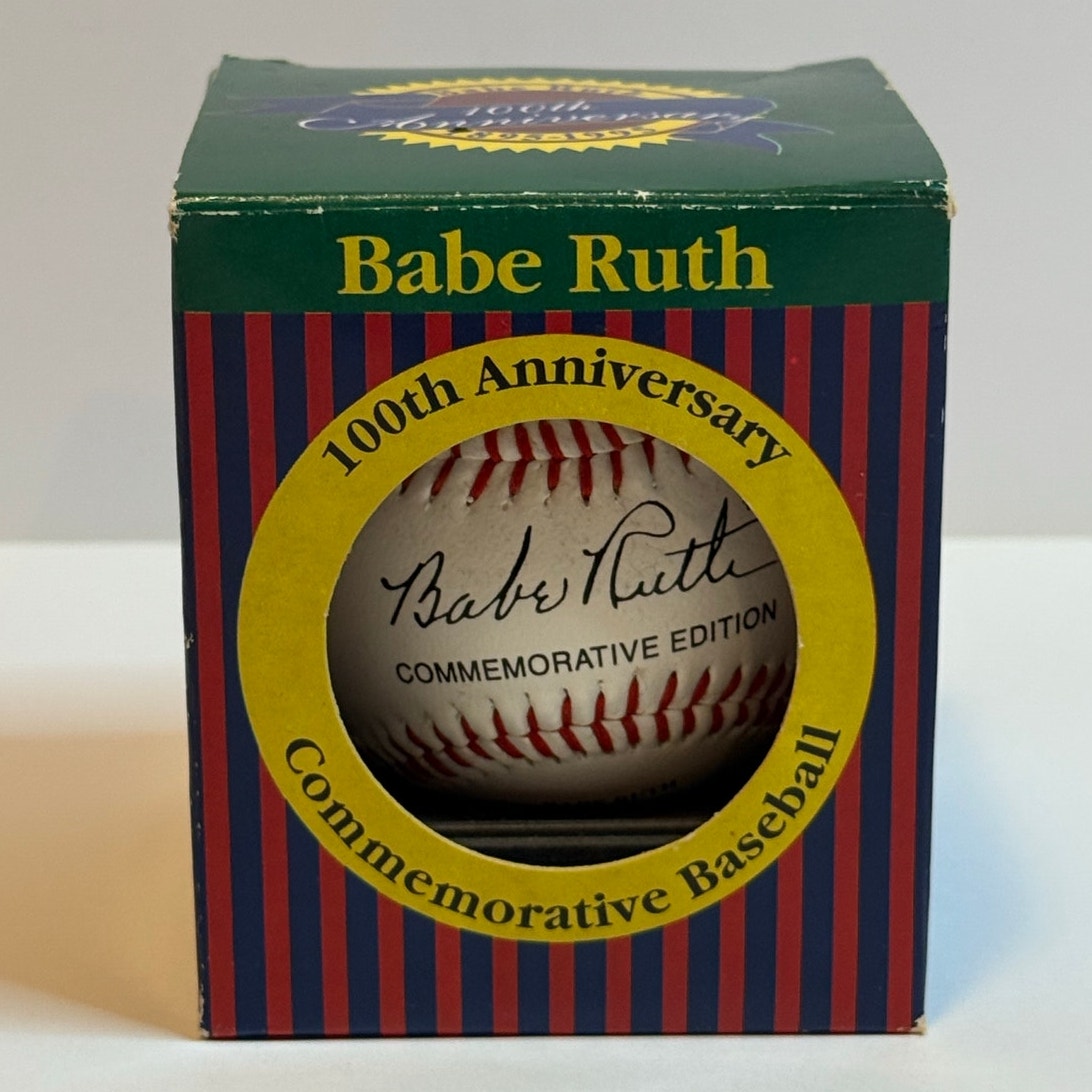 100th
Anniversary
Babe Ruth
100th Anniversary
Babe Ruth
COMMEMORATIVE EDITION
Commemorative Baseball